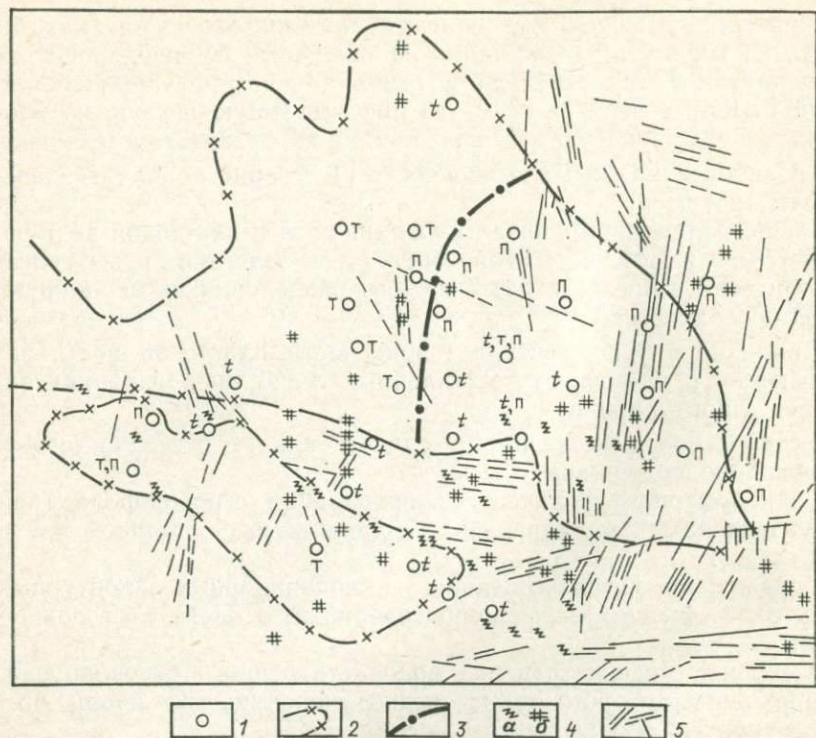 t
Т Т П
П
П П П
Т П П
Т t,т,П
t Т t t П
П t t,П
Т,П t П
t П
Т t
t t
1 2 3 а б 4 5